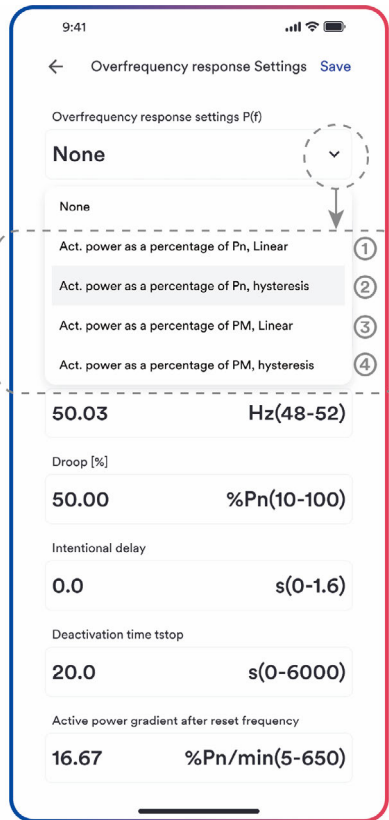 9:41
Overfrequency response Settings Save
Overfrequency response settings P(f)
None
None
Act. power as a percentage of Pn, Linear ①
Act. power as a percentage of Pn, hysteresis ②
Act. power as a percentage of PM, Linear ③
Act. power as a percentage of PM, hysteresis ④
50.03 Hz(48-52)
Droop [%]
50.00 %Pn(10-100)
Intentional delay
0.0 s(0-1.6)
Deactivation time tstop
20.0 s(0-6000)
Active power gradient after reset frequency
16.67 %Pn/min(5-650)